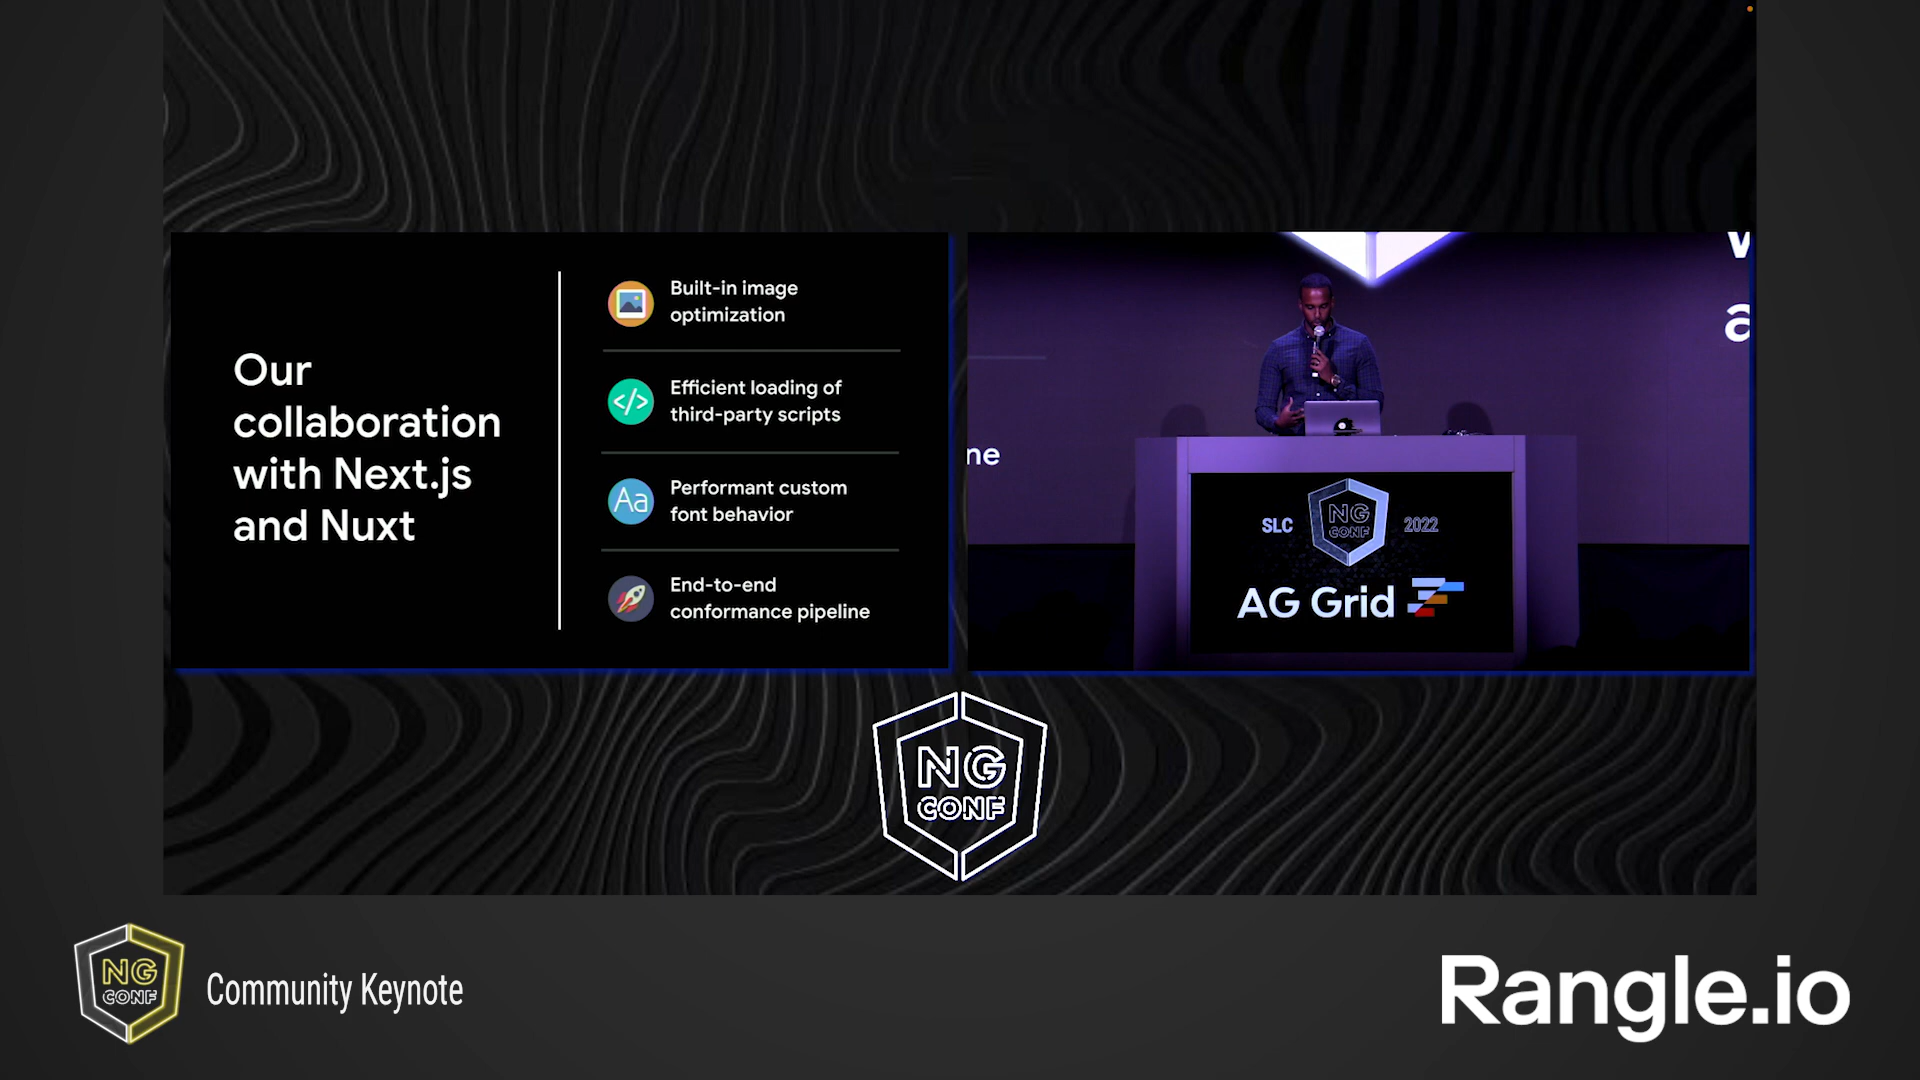 Our
collaboration
with Next.js
and Nuxt
Built-in image
optimization
Efficient loading of
third-party scripts
Aa
Performant custom
font behavior
End-to-end
conformance pipeline
ne
SLC
NG
CONF
2022
AG Grid
NG
CONF
NG
CONF
Community Keynote
Rangle.io